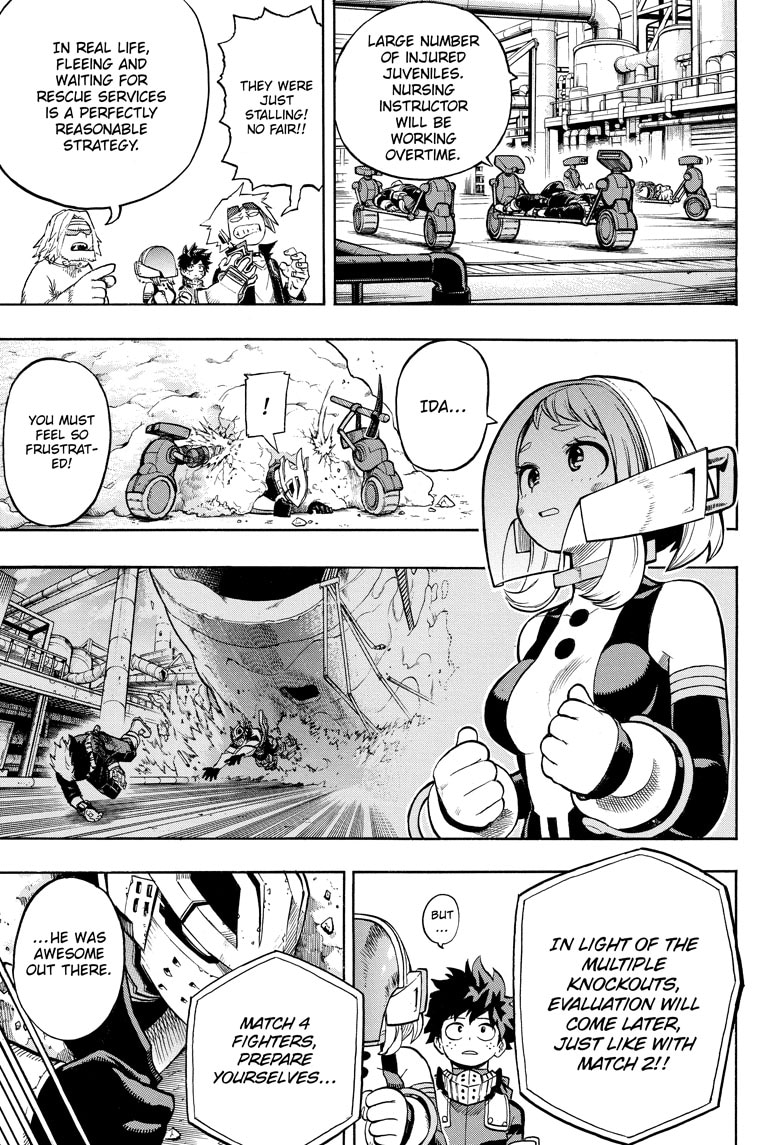 LARGE NUMBER
OF INJURED
JUVENILES.
NURSING
INSTRUCTOR
WILL BE
WORKING
OVERTIME.
THEY WERE
JUST
STALLING!
NO FAIR!!
IN REAL LIFE,
FLEEING AND
WAITING FOR
RESCUE SERVICES
IS A PERFECTLY
REASONABLE
STRATEGY.
IDA...
!
YOU MUST
FEEL SO
FRUSTRAT-
ED!
IN LIGHT OF THE
MULTIPLE
KNOCKOUTS,
EVALUATION WILL
COME LATER,
JUST LIKE WITH
MATCH 2!!
BUT
...
MATCH 4
FIGHTERS,
PREPARE
YOURSELVES...
...HE WAS
AWESOME
OUT THERE.